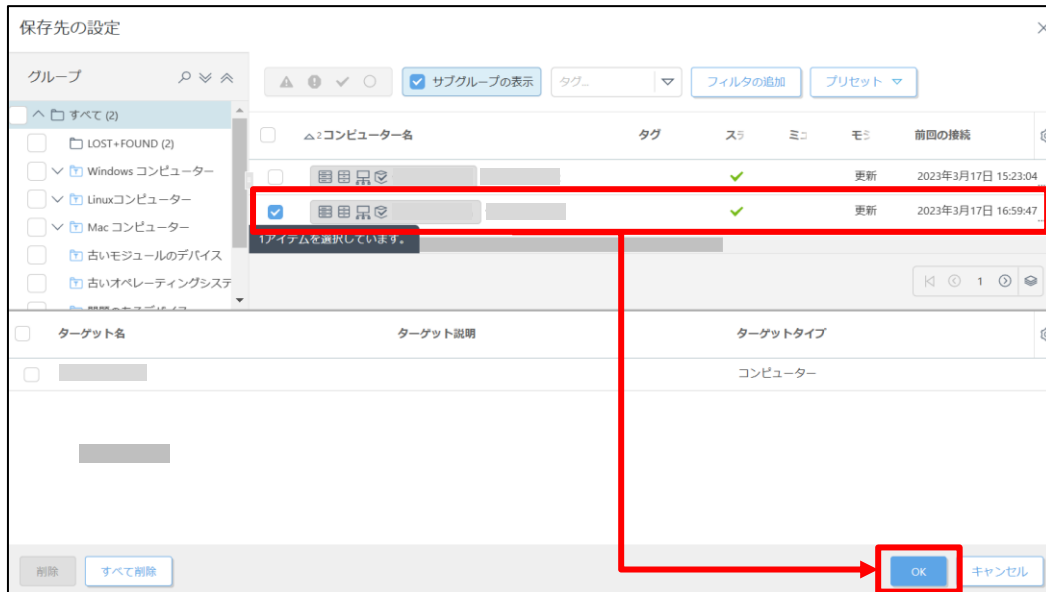 保存先の設定
グループ
サブグループの表示 タグ... フィルタの追加 プリセット
すべて (2)
LOST+FOUND (2)
Windows コンピューター
Linuxコンピューター
Mac コンピューター
古いモジュールのデバイス
古いオペレーティングシステ
2コンピューター名 タグ 前回の接続
更新 2023年3月17日 15:23:04
更新 2023年3月17日 16:59:47
1アイテムを選択しています。
1
ターゲット名 ターゲット説明 ターゲットタイプ
コンピューター
削除 すべて削除 OK キャンセル